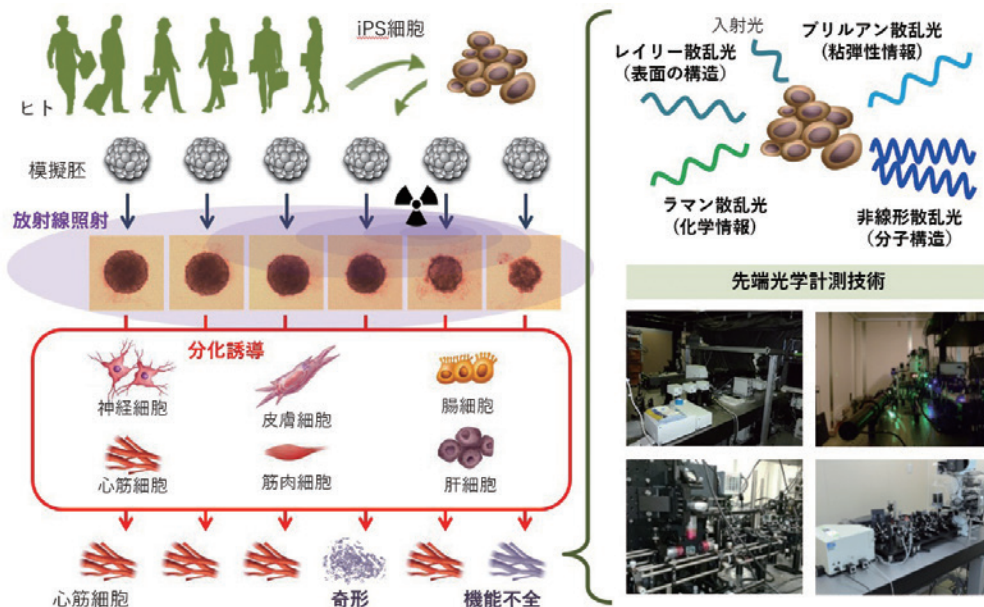 iPS細胞
ヒト
模擬胚
放射線照射
分化誘導
神経細胞
皮膚細胞
腸細胞
心筋細胞
筋肉細胞
肝細胞
心筋細胞
奇形
機能不全
入射光
レイリー散乱光
(表面の構造)
ブリルアン散乱光
(粘弾性情報)
ラマン散乱光
(化学情報)
非線形散乱光
(分子構造)
先端光学計測技術